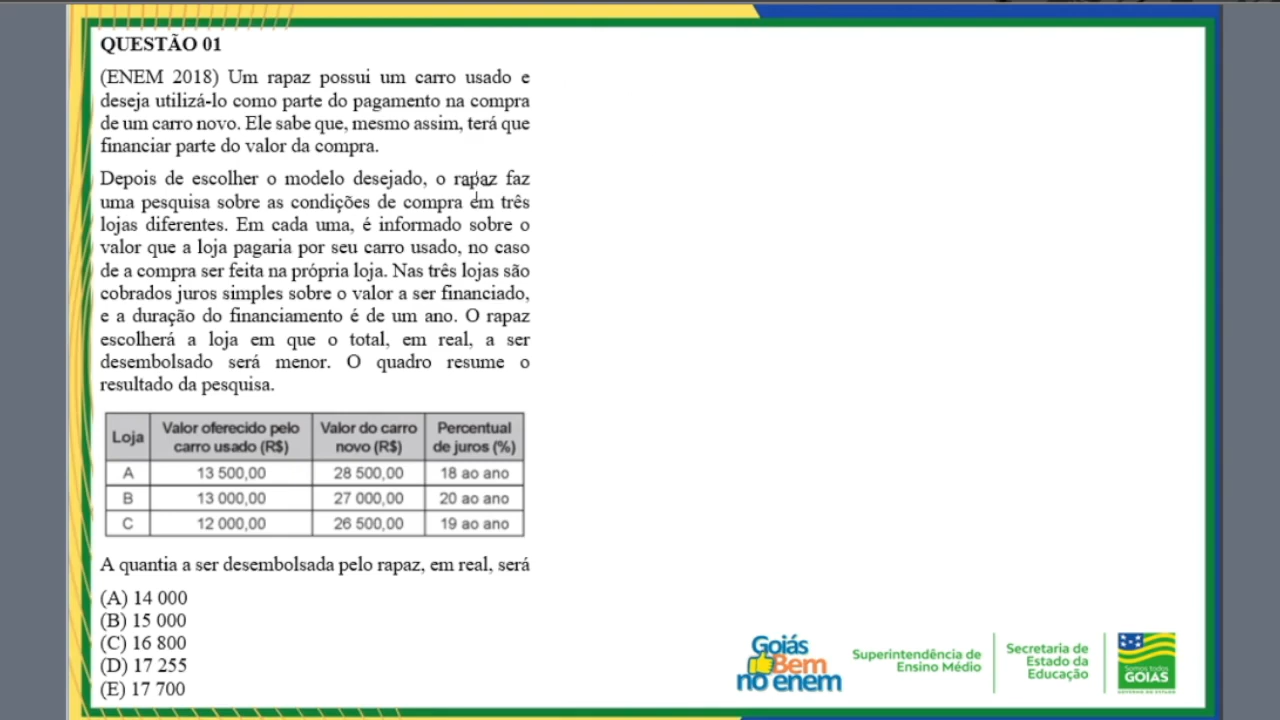 QUESTÃO 01
(ENEM 2018) Um rapaz possui um carro usado e
deseja utilizá-lo como parte do pagamento na compra
de um carro novo. Ele sabe que, mesmo assim, terá que
financiar parte do valor da compra.
Depois de escolher o modelo desejado, o rapaz faz
uma pesquisa sobre as condições de compra em três
lojas diferentes. Em cada uma, é informado sobre o
valor que a loja pagaria por seu carro usado, no caso
de a compra ser feita na própria loja. Nas três lojas são
cobrados juros simples sobre o valor a ser financiado,
e a duração do financiamento é de um ano. O rapaz
escolherá a loja em que o total, em real, a ser
desembolsado será menor. O quadro resume o
resultado da pesquisa.
Loja Valor oferecido pelo carro usado (R$) Valor do carro novo (R$) Percentual de juros (%)
A 13 500,00 28 500,00 18 ao ano
B 13 000,00 27 000,00 20 ao ano
C 12 000,00 26 500,00 19 ao ano
A quantia a ser desembolsada pelo rapaz, em real, será
(A) 14 000
(B) 15 000
(C) 16 800
(D) 17 255
(E) 17 700
Goiás
Bem
no enem
Superintendência de
Ensino Médio
Secretaria de
Estado da
Educação
Somos todos
GOIÁS
GOVERNO DO ESTADO